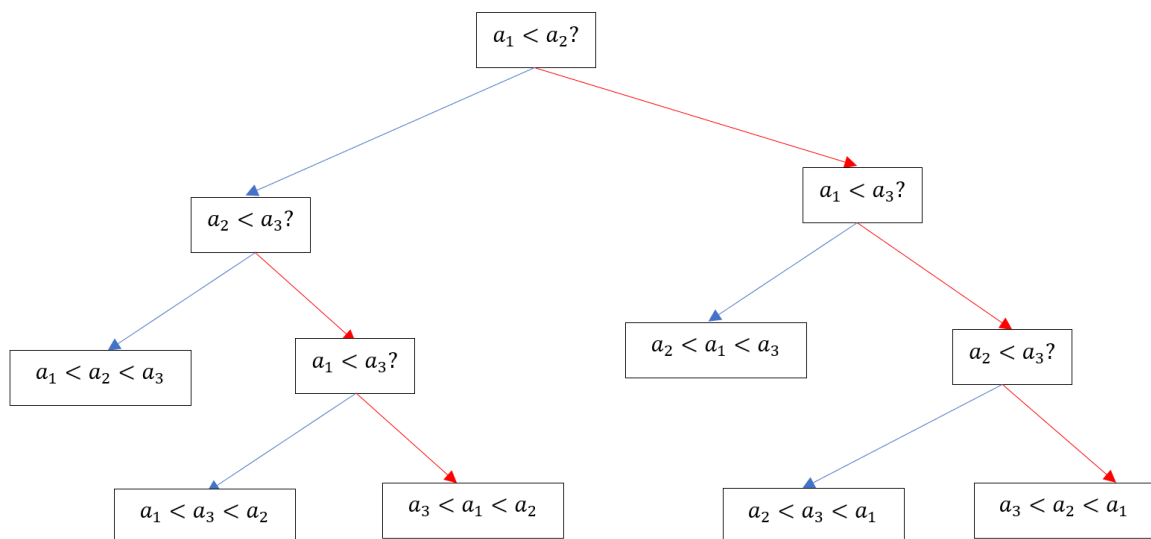 a₁ < a₂?
a₂ < a₃?
a₁ < a₃?
a₁ < a₂ < a₃
a₁ < a₃?
a₂ < a₁ < a₃
a₂ < a₃?
a₁ < a₃ < a₂
a₃ < a₁ < a₂
a₂ < a₃ < a₁
a₃ < a₂ < a₁